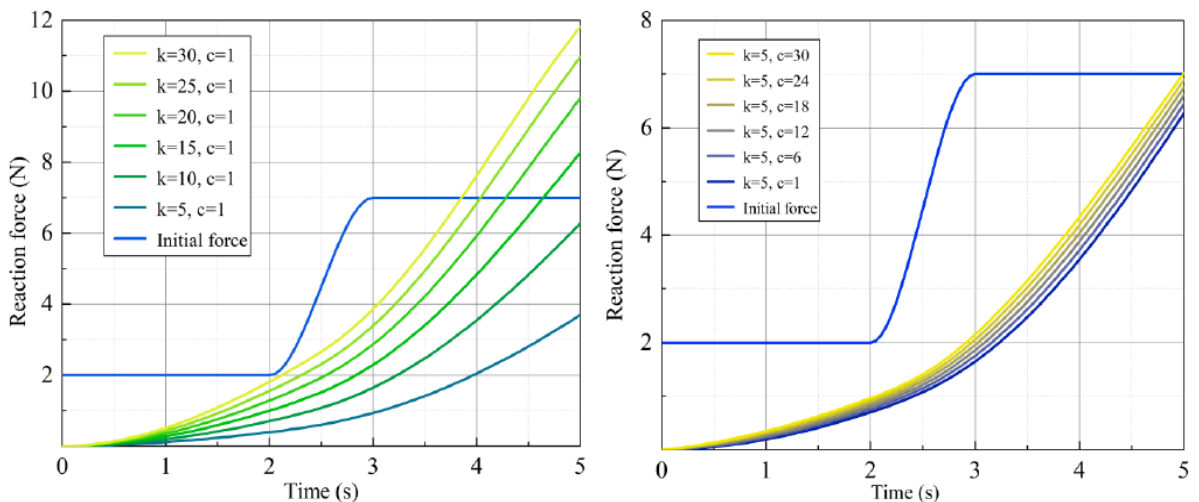 12
10
8
6
4
2
0
Reaction force (N)
k=30, c=1
k=25, c=1
k=20, c=1
k=15, c=1
k=10, c=1
k=5, c=1
Initial force
0 1 2 3 4 5
Time (s)
8
6
4
2
0
Reaction force (N)
k=5, c=30
k=5, c=24
k=5, c=18
k=5, c=12
k=5, c=6
k=5, c=1
Initial force
0 1 2 3 4 5
Time (s)